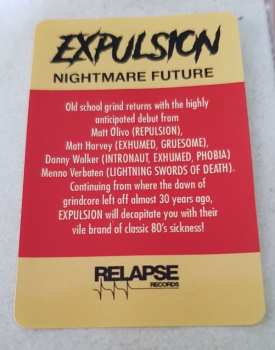 EXPULSION
NIGHTMARE FUTURE
Old school grind returns with the highly
anticipated debut from
Matt Olivo (REPULSION),
Matt Harvey (EXHUMED, GRUESOME),
Danny Walker (INTRONAUT, EXHUMED, PHOBIA)
Menno Verbaten (LIGHTNING SWORDS OF DEATH).
Continuing from where the dawn of
grindcore left off almost 30 years ago,
EXPULSION will decapitate you with their
vile brand of classic 80's sickness!
RELAPSE
RECORDS